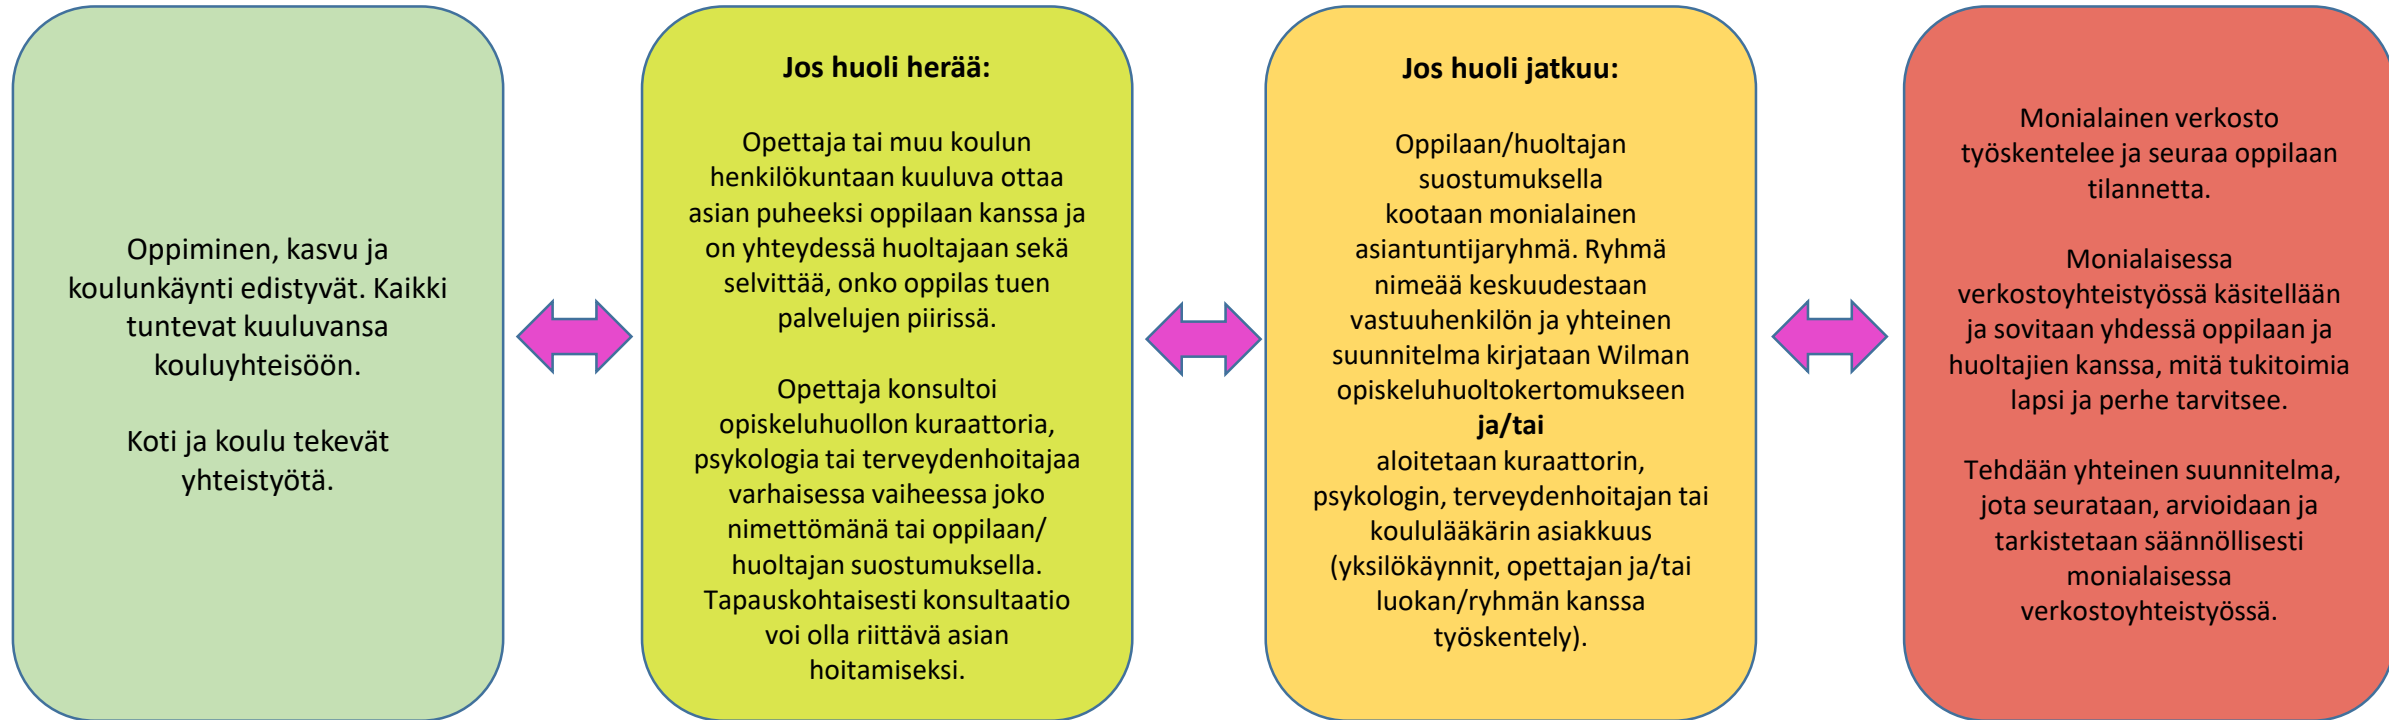 Oppiminen, kasvu ja
koulunkäynti edistyvät. Kaikki
tuntevat kuuluvansa
kouluyhteisöön.
Koti ja koulu tekevät
yhteistyötä.
Jos huoli herää:
Opettaja tai muu koulun
henkilökuntaan kuuluva ottaa
asian puheeksi oppilaan kanssa ja
on yhteydessä huoltajaan sekä
selvittää, onko oppilas tuen
palvelujen piirissä.
Opettaja konsultoi
opiskeluhuollon kuraattoria,
psykologia tai terveydenhoitajaa
varhaisessa vaiheessa joko
nimettömänä tai oppilaan/
huoltajan suostumuksella.
Tapauskohtaisesti konsultaatio
voi olla riittävä asian
hoitamiseksi.
Jos huoli jatkuu:
Oppilaan/huoltajan
suostumuksella
kootaan monialainen
asiantuntijaryhmä. Ryhmä
nimeää keskuudestaan
vastuuhenkilön ja yhteinen
suunnitelma kirjataan Wilman
opiskeluhuoltokertomukseen
ja/tai
aloitetaan kuraattorin,
psykologin, terveydenhoitajan tai
koululääkärin asiakkuus
(yksilökäynnit, opettajan ja/tai
luokan/ryhmän kanssa
työskentely).
Monialainen verkosto
työskentelee ja seuraa oppilaan
tilannetta.
Monialaisessa
verkostoyhteistyössä käsitellään
ja sovitaan yhdessä oppilaan ja
huoltajien kanssa, mitä tukitoimia
lapsi ja perhe tarvitsee.
Tehdään yhteinen suunnitelma,
jota seurataan, arvioidaan ja
tarkistetaan säännöllisesti
monialaisessa
verkostoyhteistyössä.